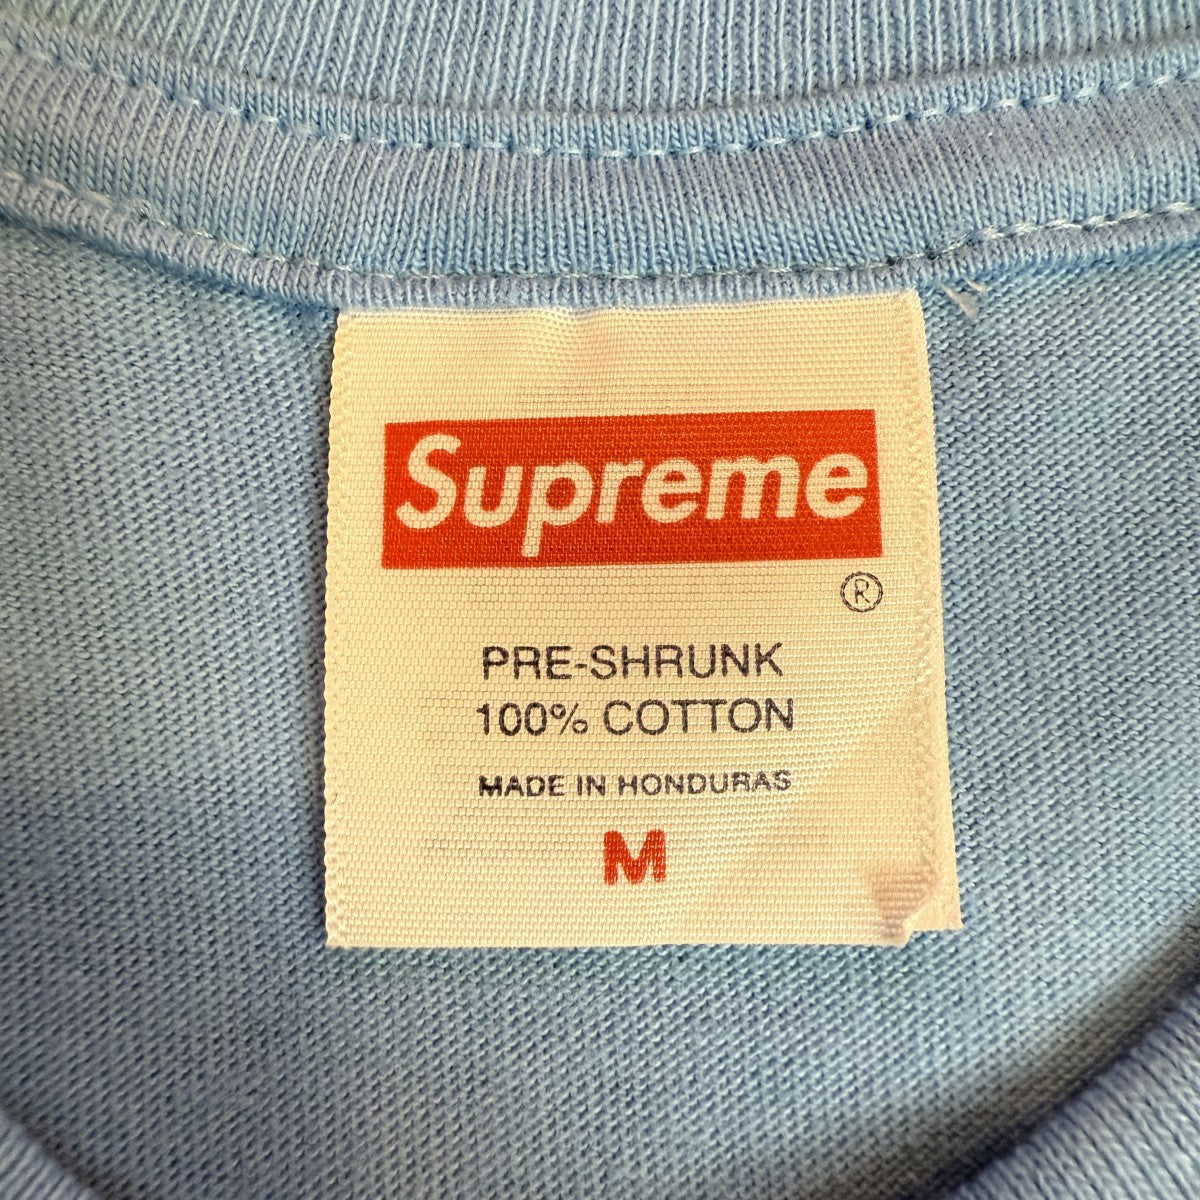 Supreme
®
PRE-SHRUNK
100% COTTON
MADE IN HONDURAS
M